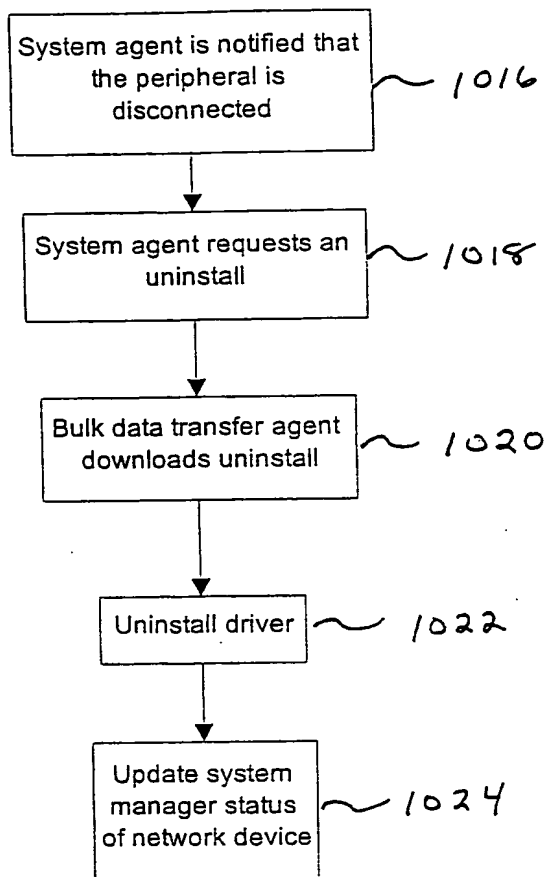 System agent is notified that
the peripheral is
disconnected
1016
System agent requests an
uninstall
1018
Bulk data transfer agent
downloads uninstall
1020
Uninstall driver
1022
Update system
manager status
of network device
1024